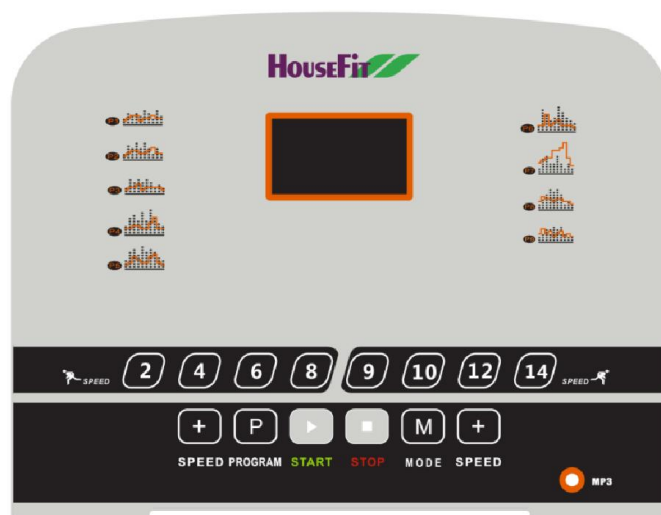 HOUSEFIT
SPEED 2 4 6 8 9 10 12 14 SPEED
+ P M +
SPEED PROGRAM START STOP MODE SPEED
MP3